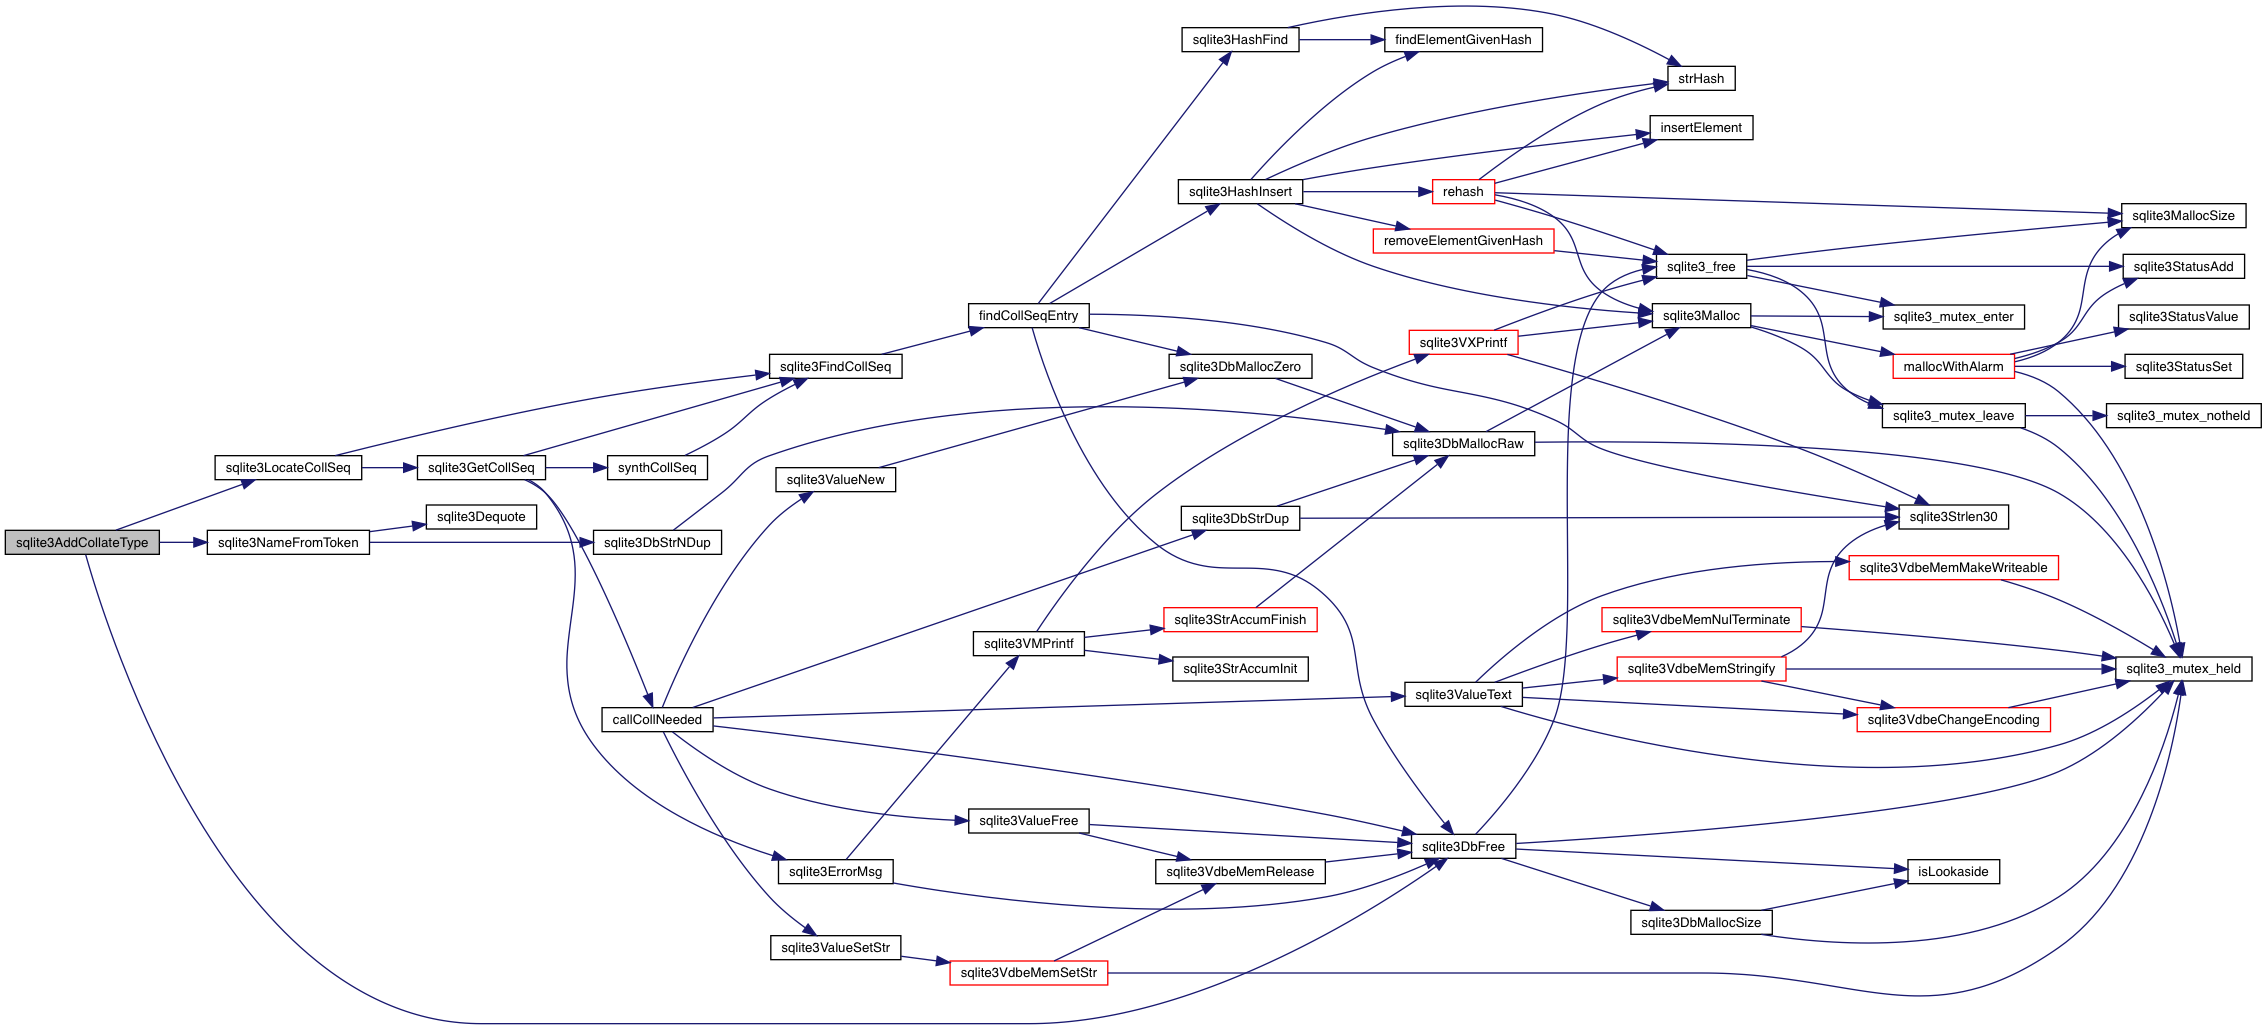 sqlite3AddCollateType
sqlite3LocateCollSeq
sqlite3NameFromToken
sqlite3GetCollSeq
sqlite3Dequote
synthCollSeq
sqlite3DbStrNDup
callCollNeeded
sqlite3FindCollSeq
sqlite3ValueNew
sqlite3ErrorMsg
sqlite3ValueSetStr
findCollSeqEntry
sqlite3VMPrintf
sqlite3ValueFree
sqlite3VdbeMemSetStr
sqlite3HashFind
sqlite3HashInsert
sqlite3DbMallocZero
sqlite3DbStrDup
sqlite3StrAccumFinish
sqlite3StrAccumInit
sqlite3VdbeMemRelease
findElementGivenHash
rehash
removeElementGivenHash
sqlite3VXPrintf
sqlite3DbMallocRaw
sqlite3ValueText
sqlite3DbFree
strHash
insertElement
sqlite3_free
sqlite3Malloc
sqlite3VdbeMemNulTerminate
sqlite3VdbeMemStringify
sqlite3DbMallocSize
sqlite3_mutex_enter
mallocWithAlarm
sqlite3_mutex_leave
sqlite3Strlen30
sqlite3VdbeMemMakeWriteable
sqlite3VdbeChangeEncoding
isLookaside
sqlite3MallocSize
sqlite3StatusAdd
sqlite3StatusValue
sqlite3StatusSet
sqlite3_mutex_notheld
sqlite3_mutex_held